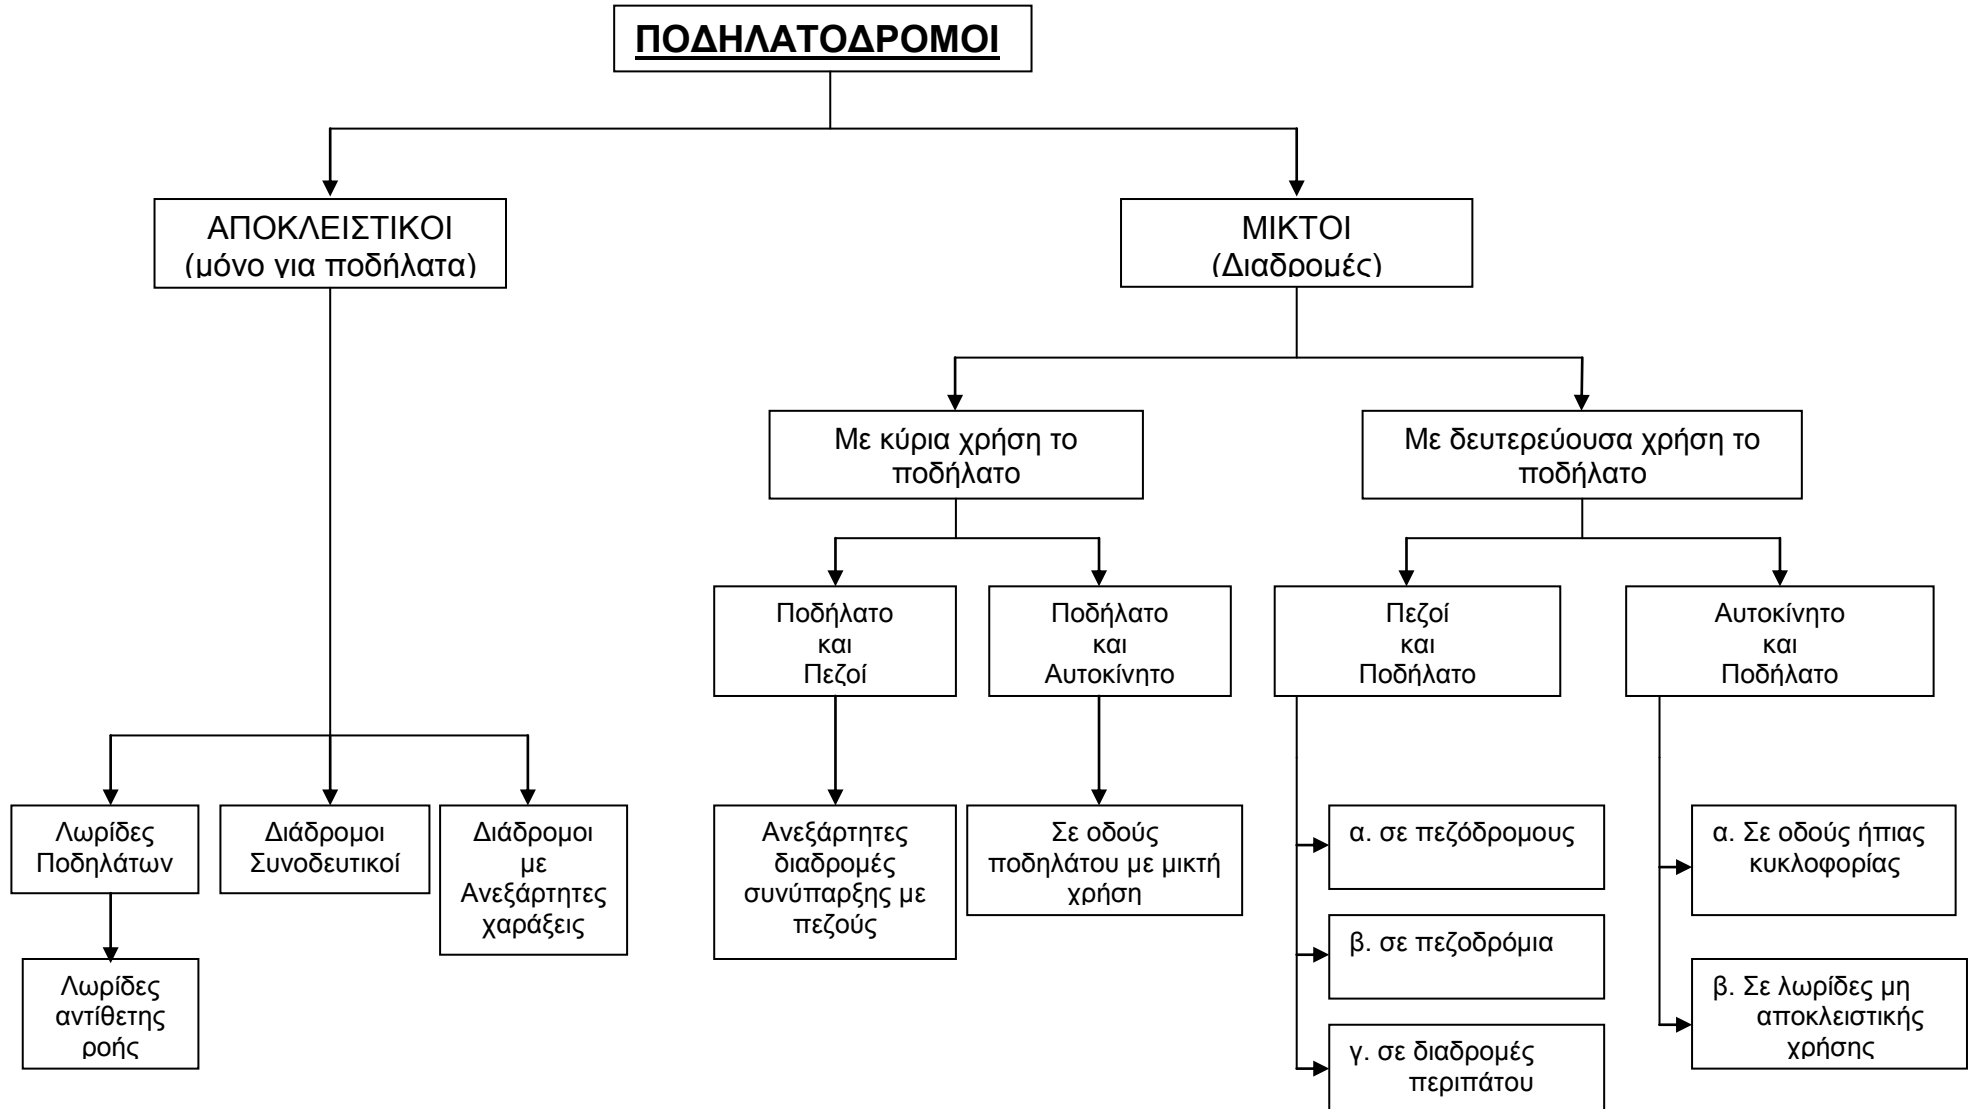 ΠΟΔΗΛΑΤΟΔΡΟΜΟΙ
ΑΠΟΚΛΕΙΣΤΙΚΟΙ
(μόνο για ποδήλατα)
ΜΙΚΤΟΙ
(Διαδρομές)
Με κύρια χρήση το
ποδήλατο
Με δευτερεύουσα χρήση το
ποδήλατο
Ποδήλατο
και
Πεζοί
Ποδήλατο
και
Αυτοκίνητο
Πεζοί
και
Ποδήλατο
Αυτοκίνητο
και
Ποδήλατο
Λωρίδες
Ποδηλάτων
Διάδρομοι
Συνοδευτικοί
Διάδρομοι
με
Ανεξάρτητες
χαράξεις
Ανεξάρτητες
διαδρομές
συνύπαρξης με
πεζούς
Σε οδούς
ποδηλάτου με μικτή
χρήση
α. σε πεζόδρομους
α. Σε οδούς ήπιας
κυκλοφορίας
β. σε πεζοδρόμια
Λωρίδες
αντίθετης
ροής
β. Σε λωρίδες μη
αποκλειστικής
χρήσης
γ. σε διαδρομές
περιπάτου